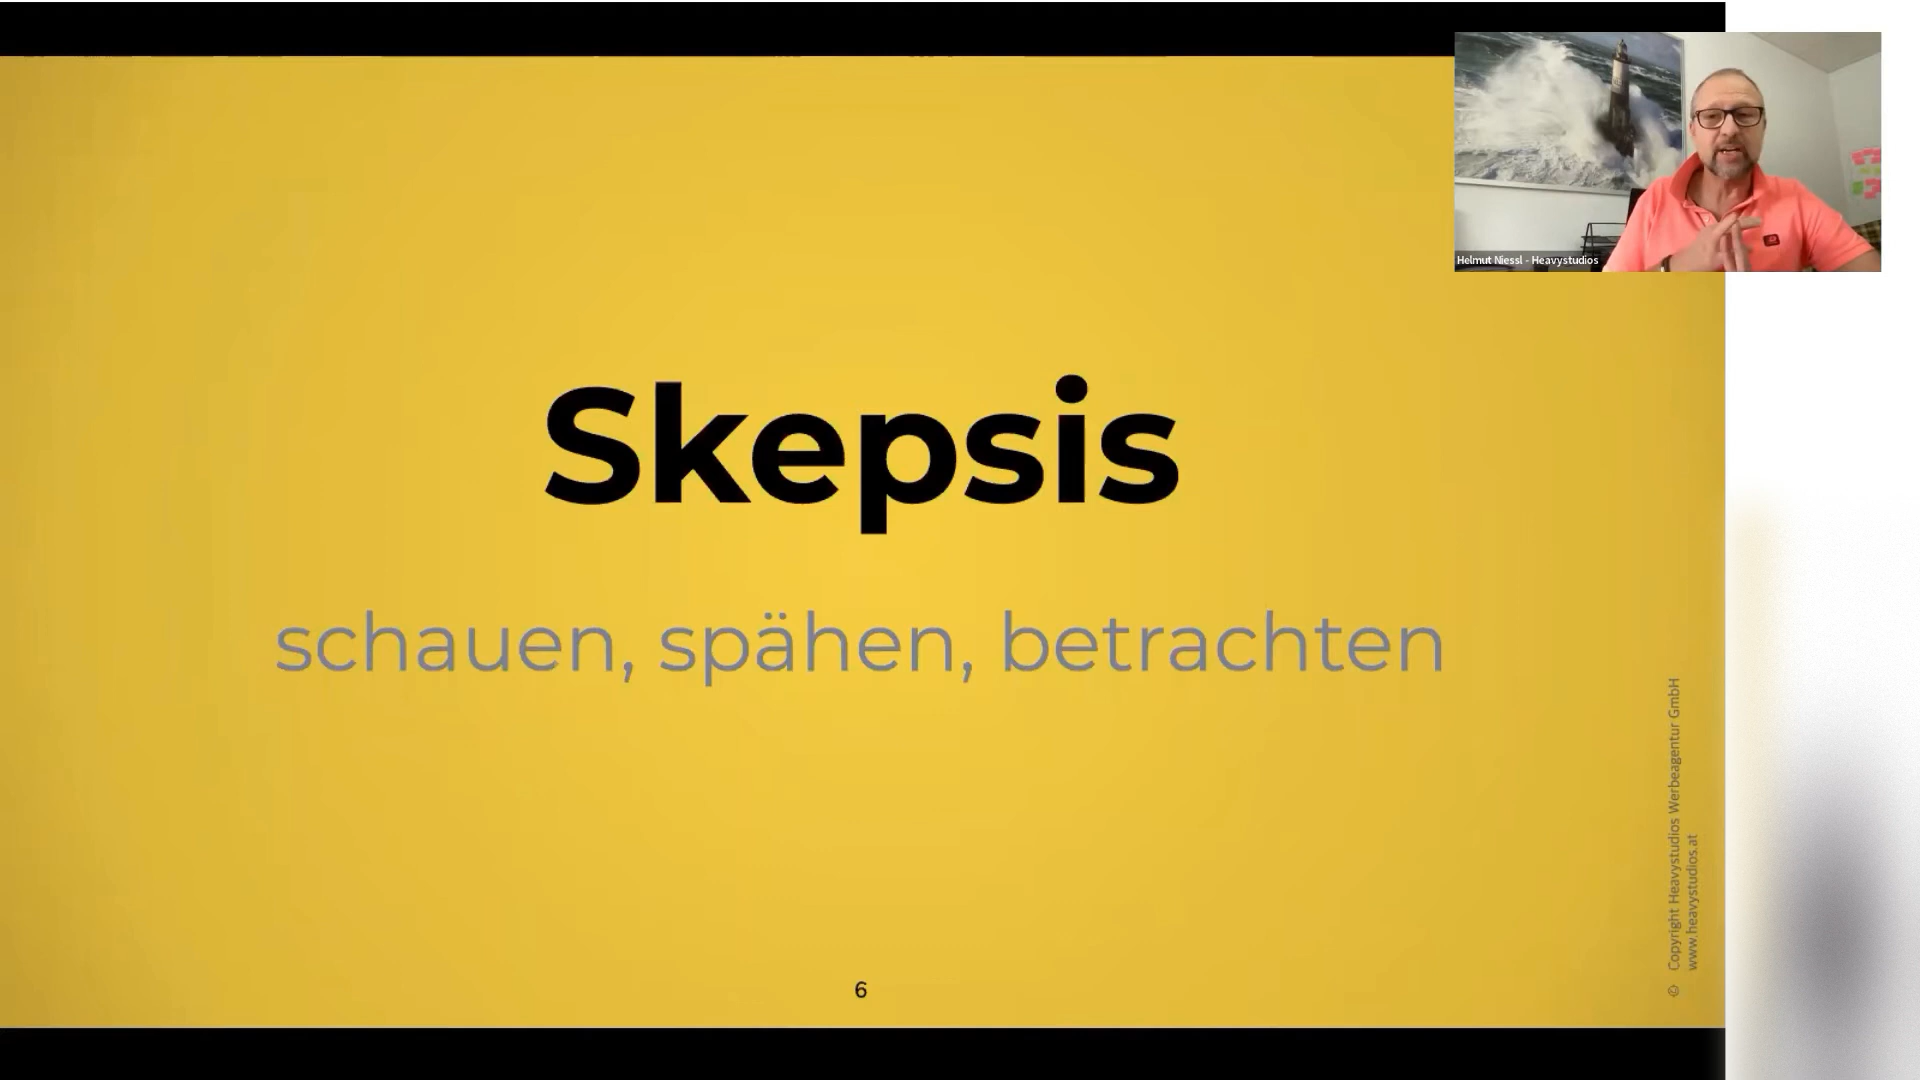 Helmut Niessl - Heavystudios
Skepsis
schauen, spähen, betrachten
6
© Copyright Heavystudios Werbeagentur GmbH
www.heavystudios.at